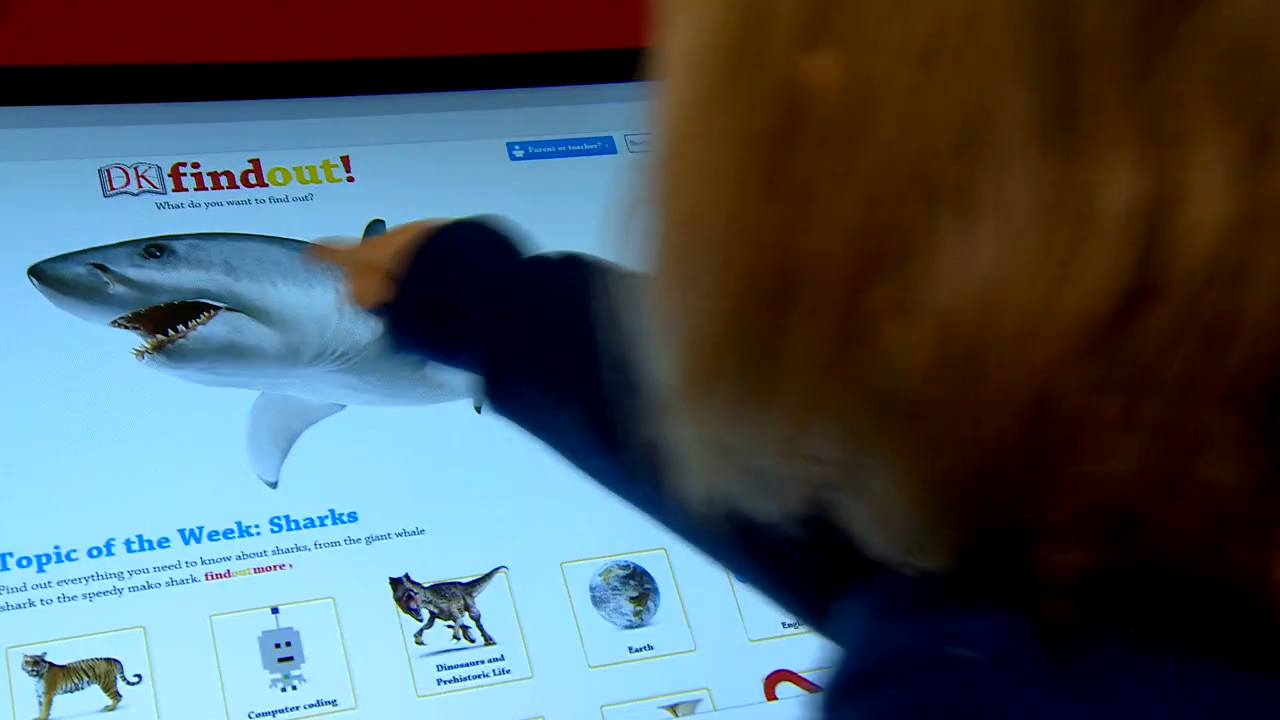 DK findout!
What do you want to find out?
Parent or teacher? ›
Topic of the Week: Sharks
Find out everything you need to know about sharks, from the giant whale
shark to the speedy mako shark. findoutmore ›
Computer coding
Dinosaurs and
Prehistoric Life
Earth